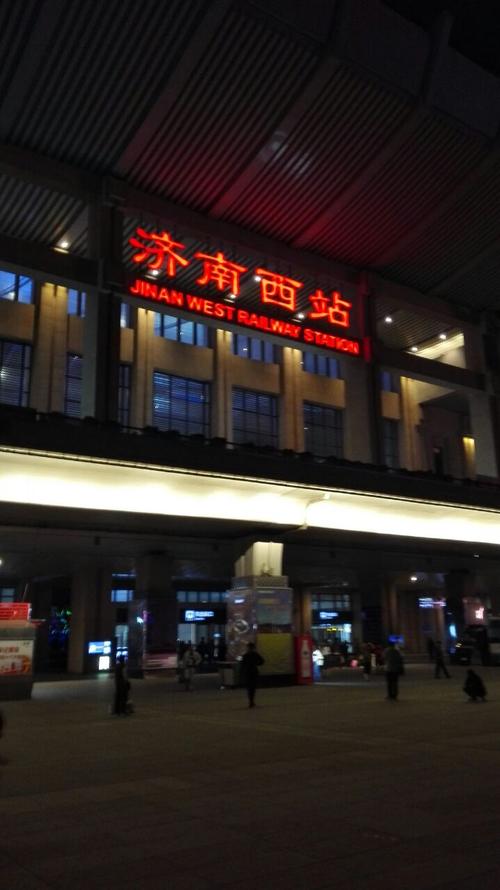 济南西站
JINAN WEST RAILWAY STATION